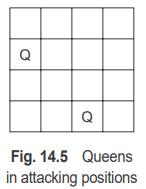 Q
Q
Fig. 14.5 Queens
in attacking positions